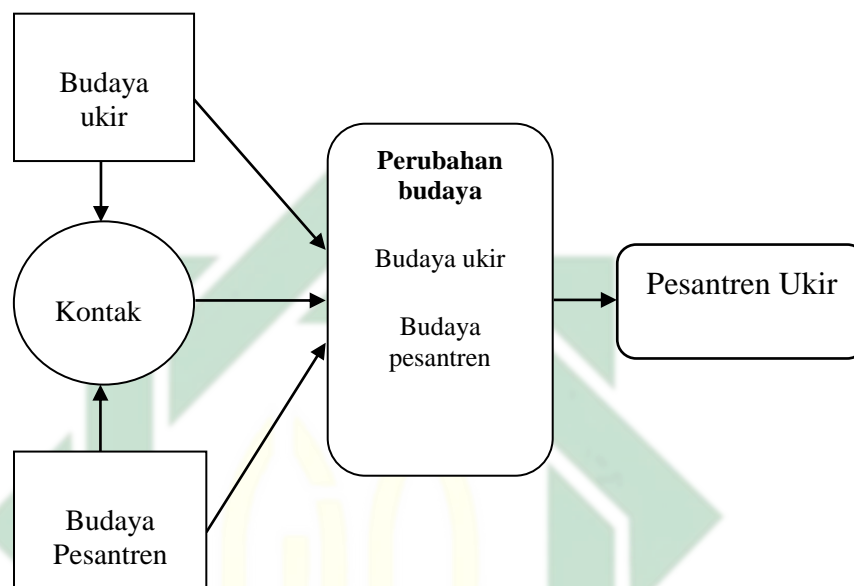 Budaya
ukir
Kontak
Budaya
Pesantren
Perubahan
budaya
Budaya ukir
Budaya
pesantren
Pesantren Ukir